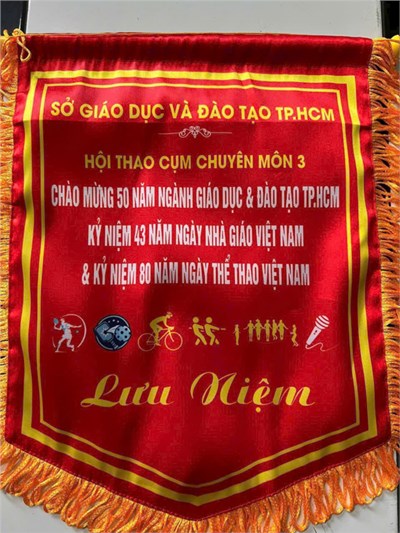 SỞ GIÁO DỤC VÀ ĐÀO TẠO TP.HCM
HỘI THAO CỤM CHUYÊN MÔN 3
CHÀO MỪNG 50 NĂM NGÀNH GIÁO DỤC & ĐÀO TẠO TP.HCM
KỶ NIỆM 43 NĂM NGÀY NHÀ GIÁO VIỆT NAM
& KỶ NIỆM 80 NĂM NGÀY THỂ THAO VIỆT NAM
Lưu Niệm